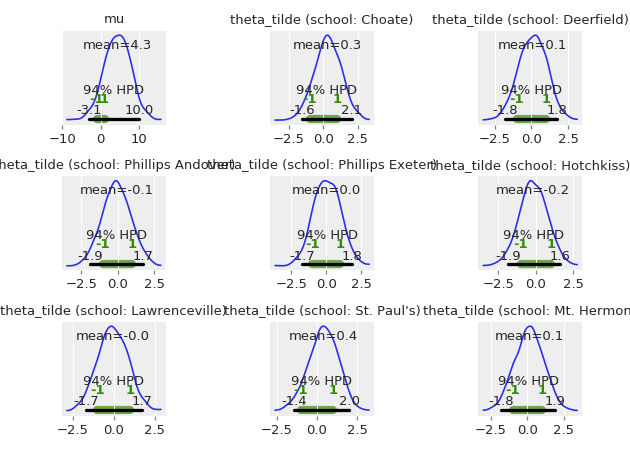 mu
theta_tilde (school: Choate)
theta_tilde (school: Deerfield)
mean=4.3
mean=0.3
mean=0.1
94% HPD
94% HPD
94% HPD
-1 1
-1 1
-1 1
-3.1 10.0
-1.6 2.1
-1.8 1.8
−10 0 10
−2.5 0.0 2.5
−2.5 0.0 2.5
theta_tilde (school: Phillips Andover)
theta_tilde (school: Phillips Exeter)
theta_tilde (school: Hotchkiss)
mean=-0.1
mean=0.0
mean=-0.2
94% HPD
94% HPD
94% HPD
-1 1
-1 1
-1 1
-1.9 1.7
-1.7 1.8
-1.9 1.6
−2.5 0.0 2.5
−2.5 0.0 2.5
−2.5 0.0 2.5
theta_tilde (school: Lawrenceville)
theta_tilde (school: St. Paul's)
theta_tilde (school: Mt. Hermon
mean=-0.0
mean=0.4
mean=0.1
94% HPD
94% HPD
94% HPD
-1 1
-1 1
-1 1
-1.7 1.7
-1.4 2.0
-1.8 1.9
−2.5 0.0 2.5
−2.5 0.0 2.5
−2.5 0.0 2.5